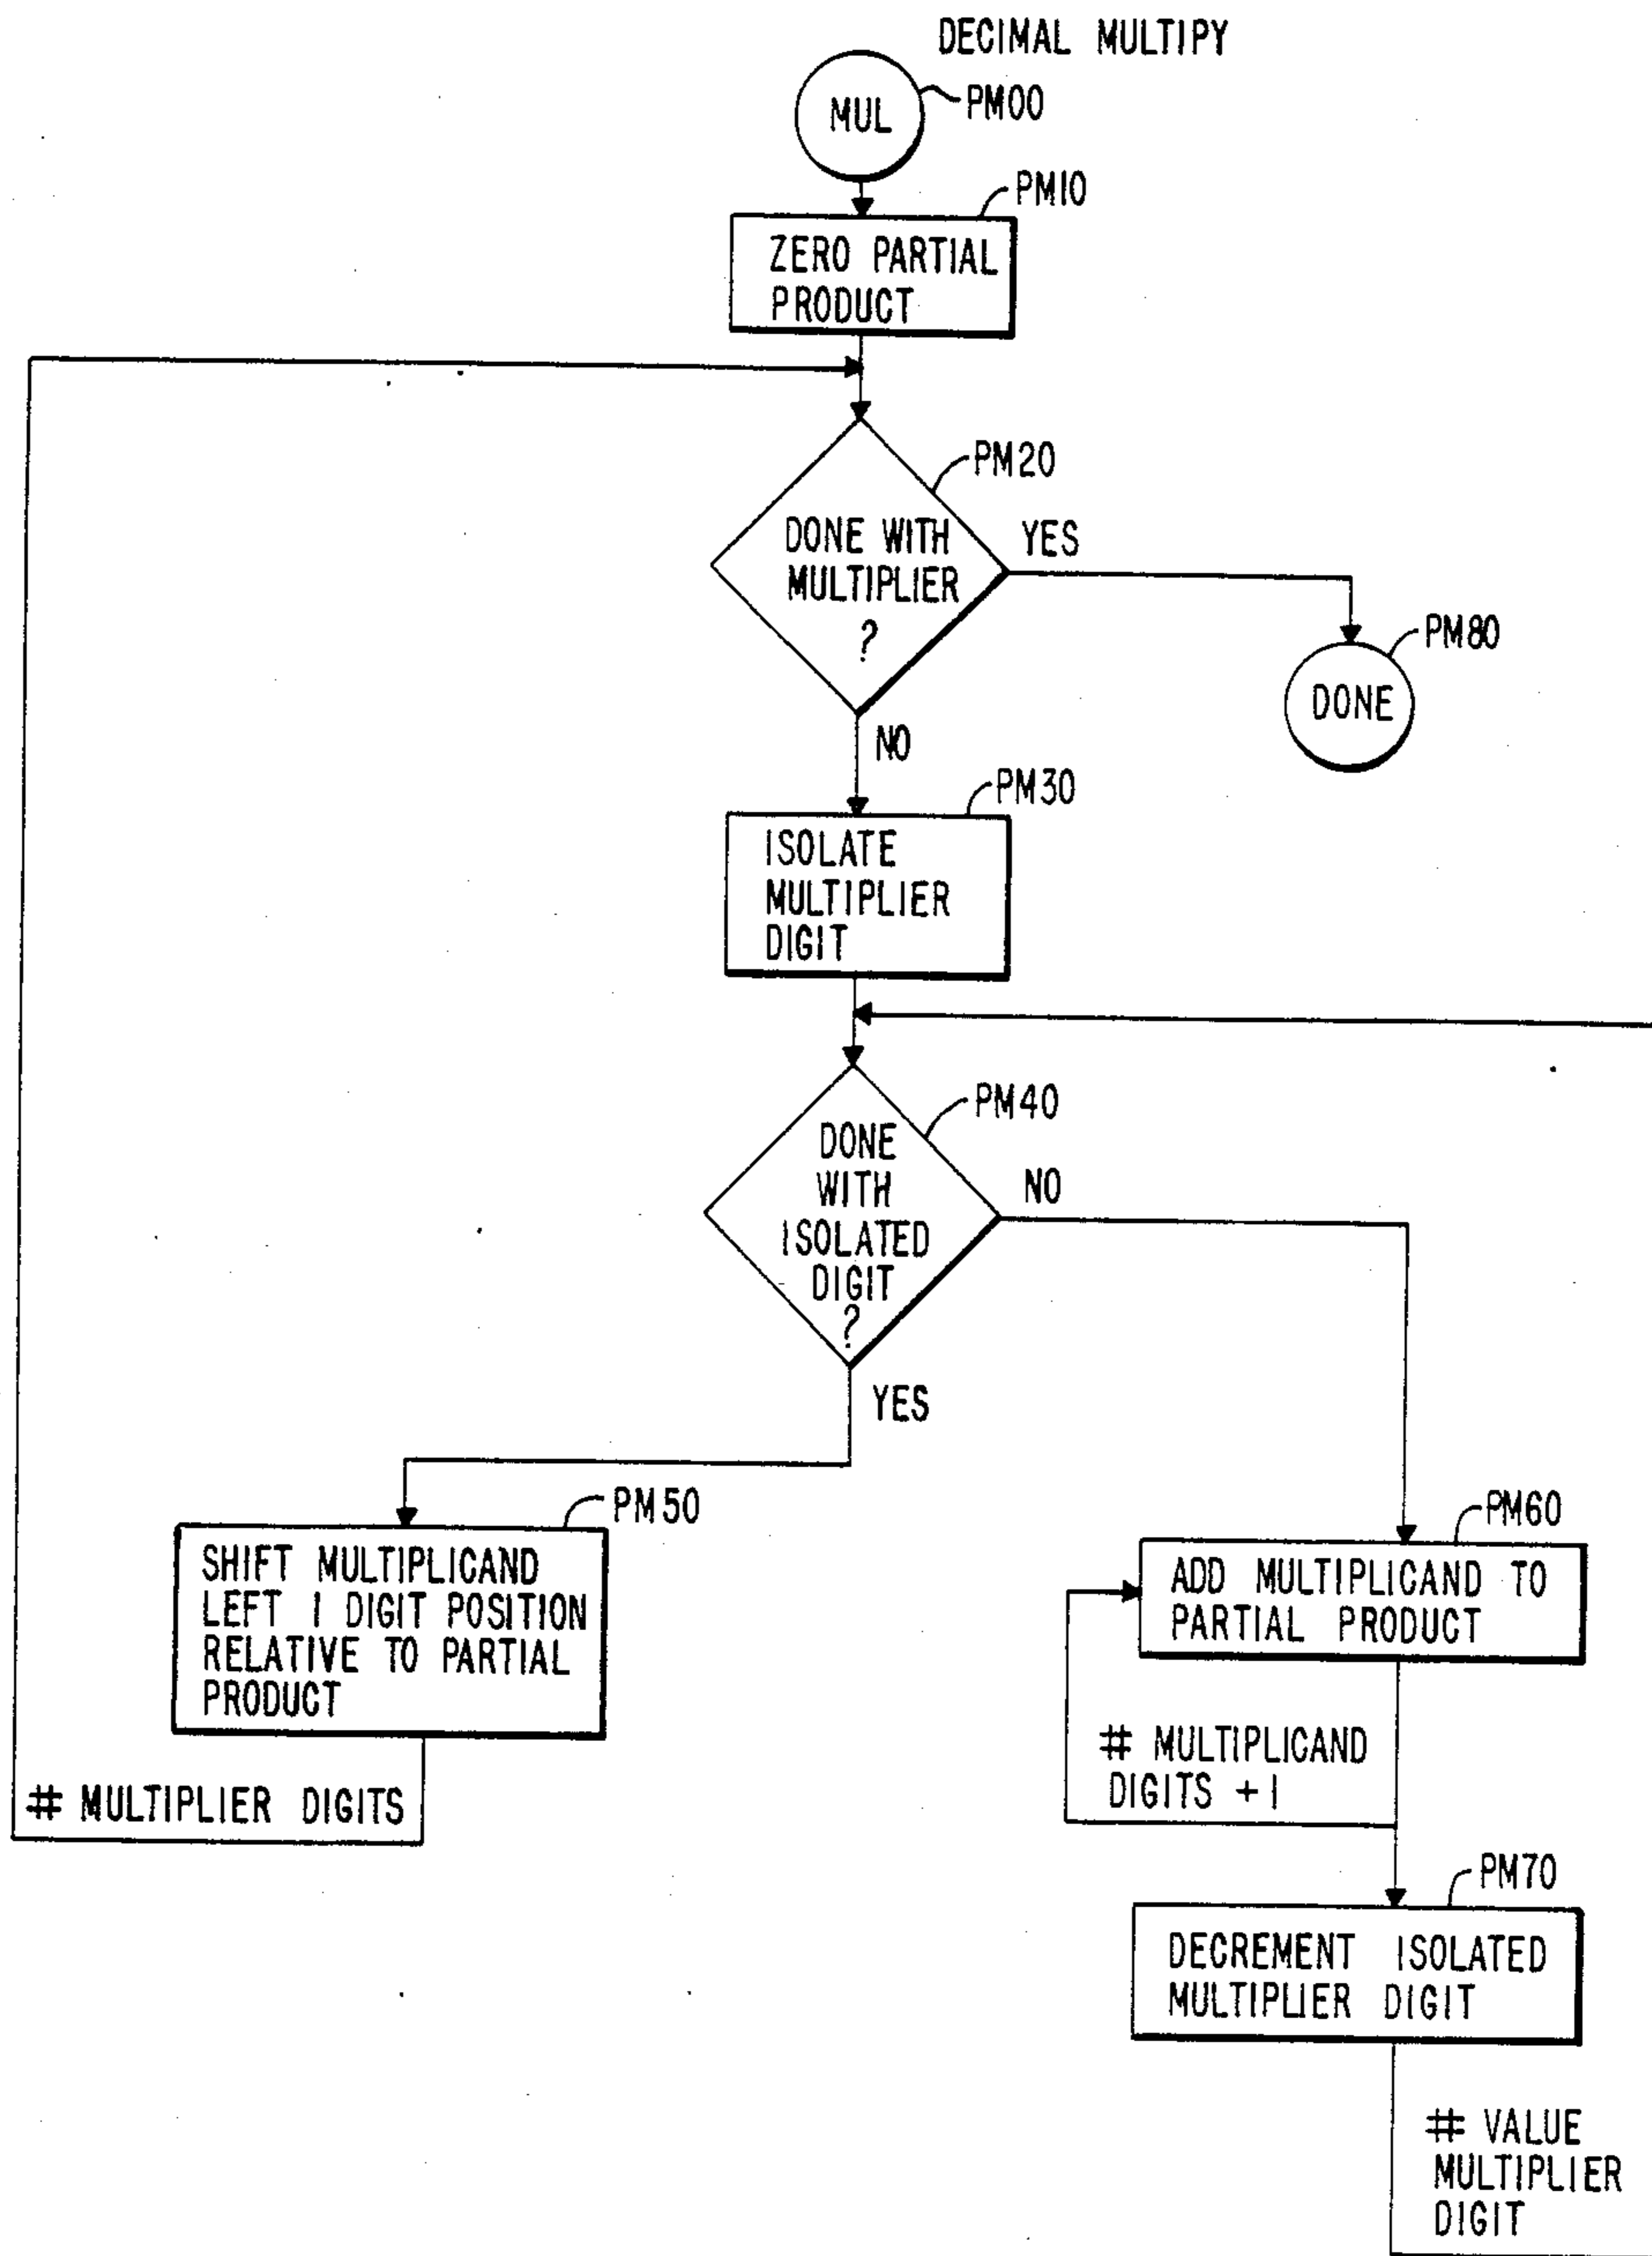 DECIMAL MULTIPY
MUL
PM00
PM10
ZERO PARTIAL
PRODUCT
PM20
DONE WITH
MULTIPLIER
?
YES
PM80
DONE
NO
PM30
ISOLATE
MULTIPLIER
DIGIT
PM40
DONE
WITH
ISOLATED
DIGIT
?
NO
YES
PM50
SHIFT MULTIPLICAND
LEFT 1 DIGIT POSITION
RELATIVE TO PARTIAL
PRODUCT
# MULTIPLIER DIGITS
PM60
ADD MULTIPLICAND TO
PARTIAL PRODUCT
# MULTIPLICAND
DIGITS +1
PM70
DECREMENT ISOLATED
MULTIPLIER DIGIT
# VALUE
MULTIPLIER
DIGIT